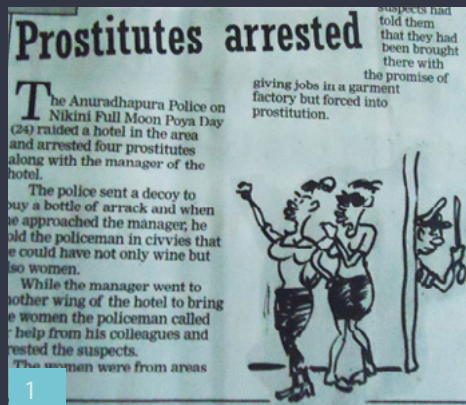 Prostitutes arrested
The Anuradhapura Police on
Nikini Full Moon Poya Day
(24) raided a hotel in the area
and arrested four prostitutes
along with the manager of the
hotel.
The police sent a decoy to
buy a bottle of arrack and when
he approached the manager, he
told the policeman in civvies that
he could have not only wine but
also women.
While the manager went to
another wing of the hotel to bring
the women the policeman called
for help from his colleagues and
arrested the suspects.
The women were from areas
suspects had
told them
that they had
been brought
there with
the promise of
giving jobs in a garment
factory but forced into
prostitution.
1